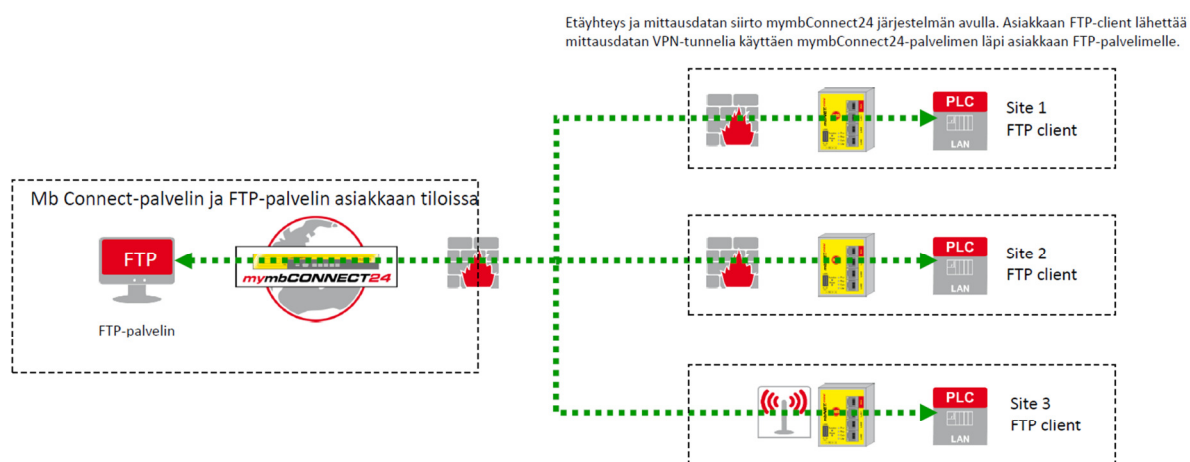 Etäyhteys ja mittausdatan siirto mymbConnect24 järjestelmän avulla. Asiakkaan FTP-client lähettää
mittausdatan VPN-tunnelia käyttäen mymbConnect24-palvelimen läpi asiakkaan FTP-palvelimelle.
PLC
LAN
Site 1
FTP client
Mb Connect-palvelin ja FTP-palvelin asiakkaan tiloissa
FTP
mymbCONNECT24
FTP-palvelin
PLC
LAN
Site 2
FTP client
PLC
LAN
Site 3
FTP client